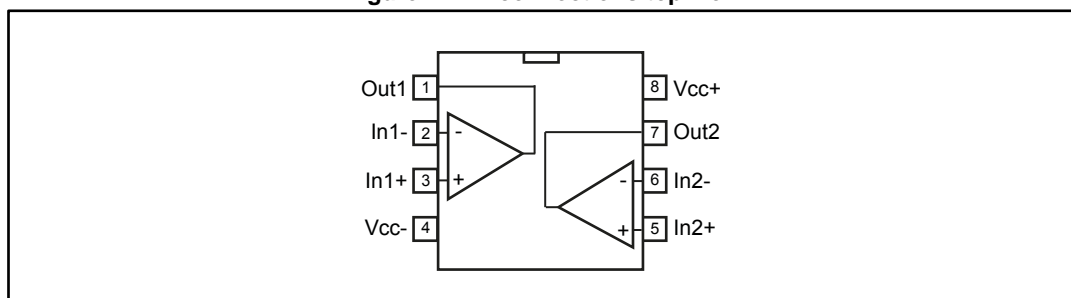 Out1 1
In1- 2 -
In1+ 3 +
Vcc- 4
8 Vcc+
7 Out2
- 6 In2-
+ 5 In2+